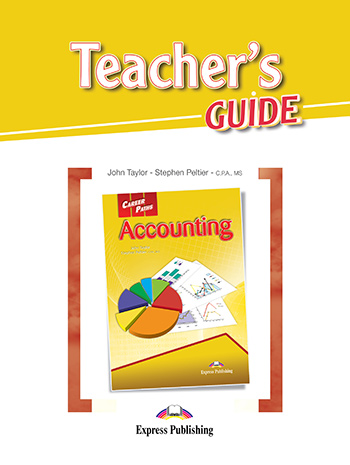 Teacher's
GUIDE
John Taylor - Stephen Peltier - C.P.A., MS
CAREER PATHS
Accounting
Express Publishing
Express Publishing